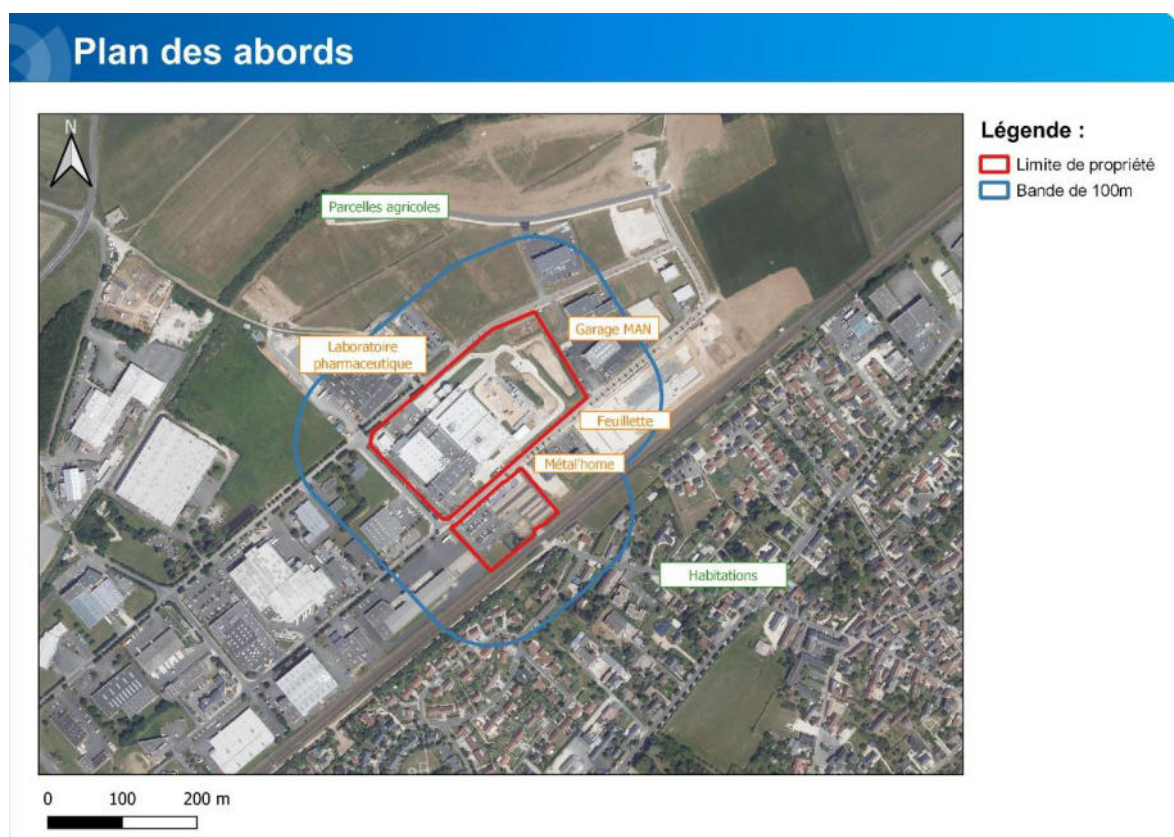 Plan des abords
N
Légende :
Limite de propriété
Bande de 100m
Parcelles agricoles
Garage MAN
Laboratoire
pharmaceutique
Feuillette
Métal'home
Habitations
0 100 200 m